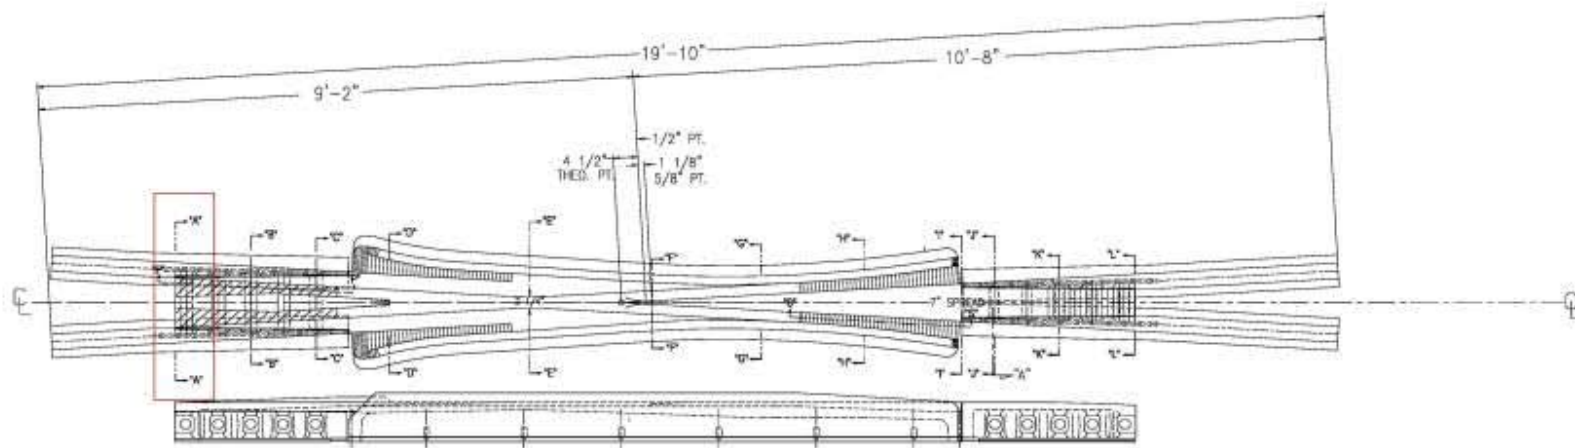 19'-10"
10'-8"
9'-2"
1/2" PT.
4 1/2"
THEO. PT.
1 1/8"
5/8" PT.
"A"
"B"
"C"
"D"
"E"
"F"
"G"
"H"
"I" "J"
"K"
"L"
7" SPREAD
"A"
"B"
"C"
"D"
"E"
"F"
"G"
"H"
"I" "J"
"K"
"L"